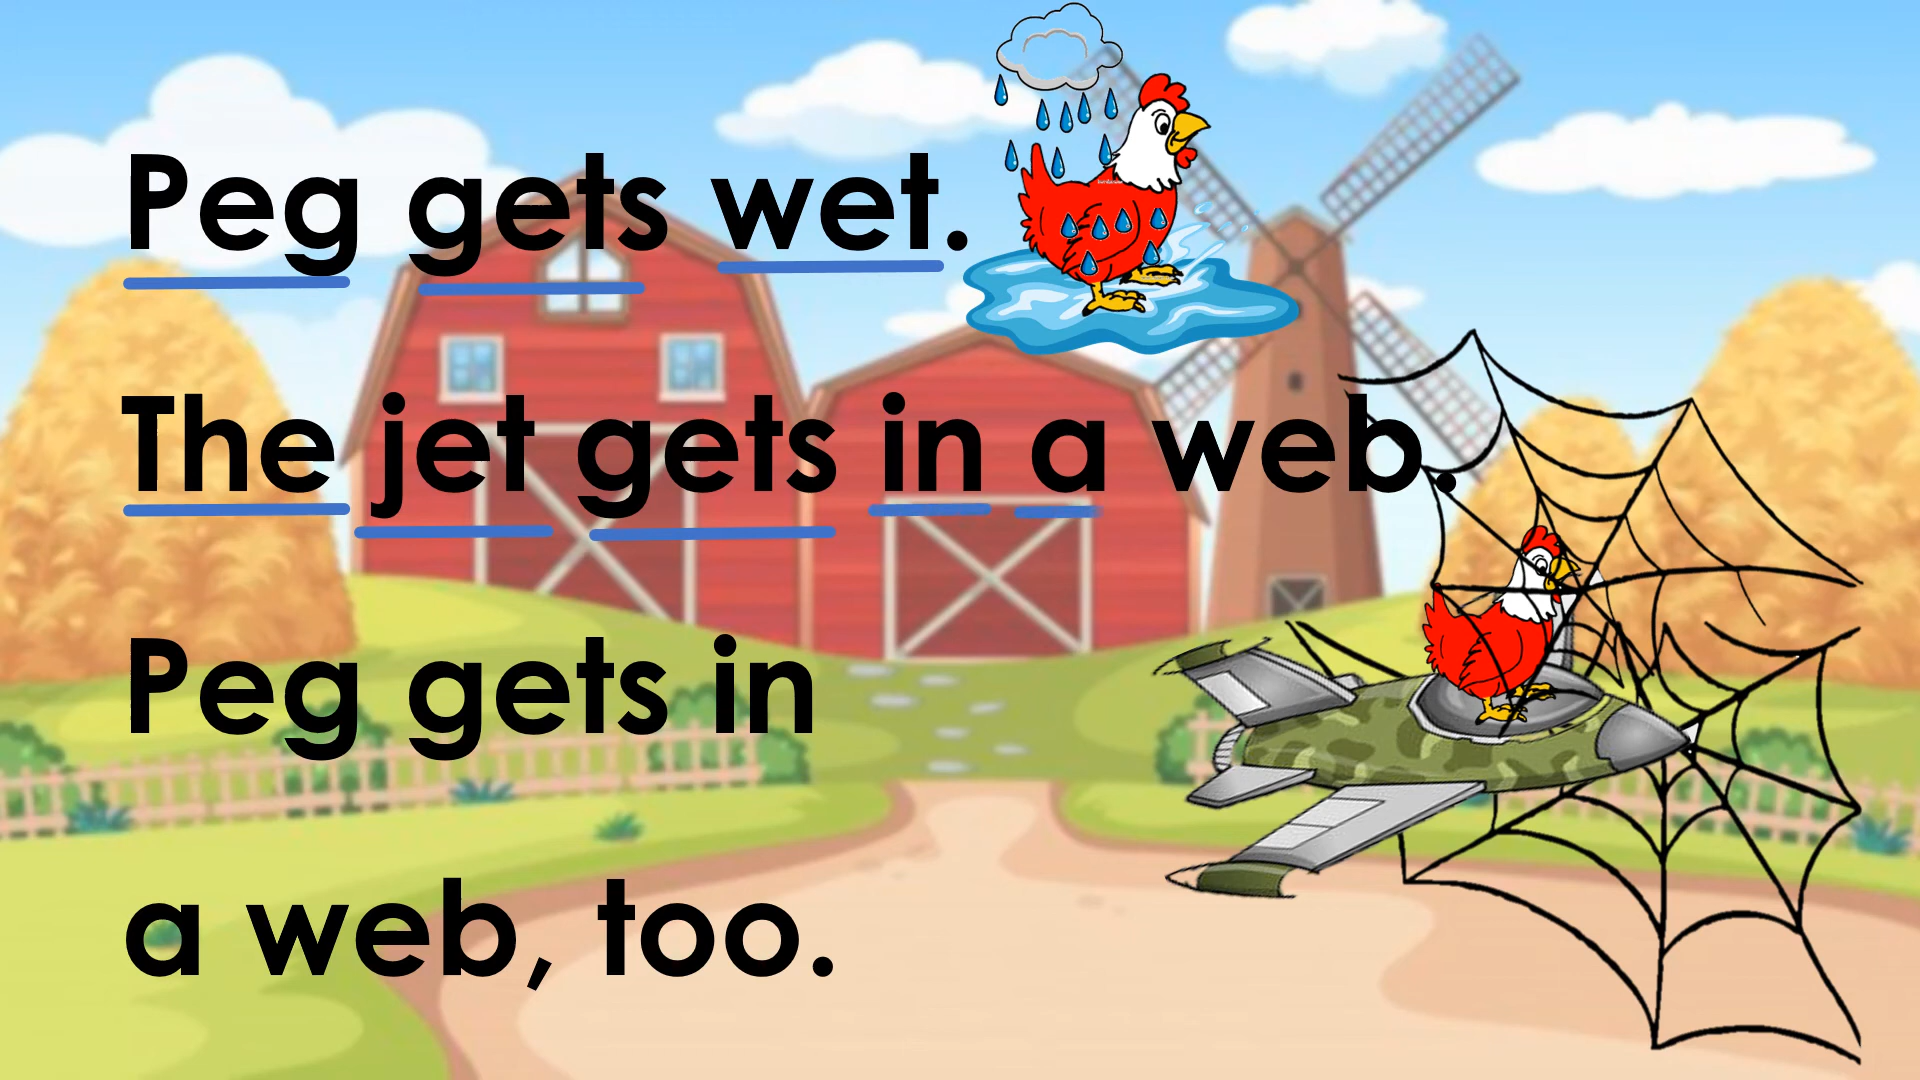 Peg gets wet.
The jet gets in a web.
Peg gets in
a web, too.